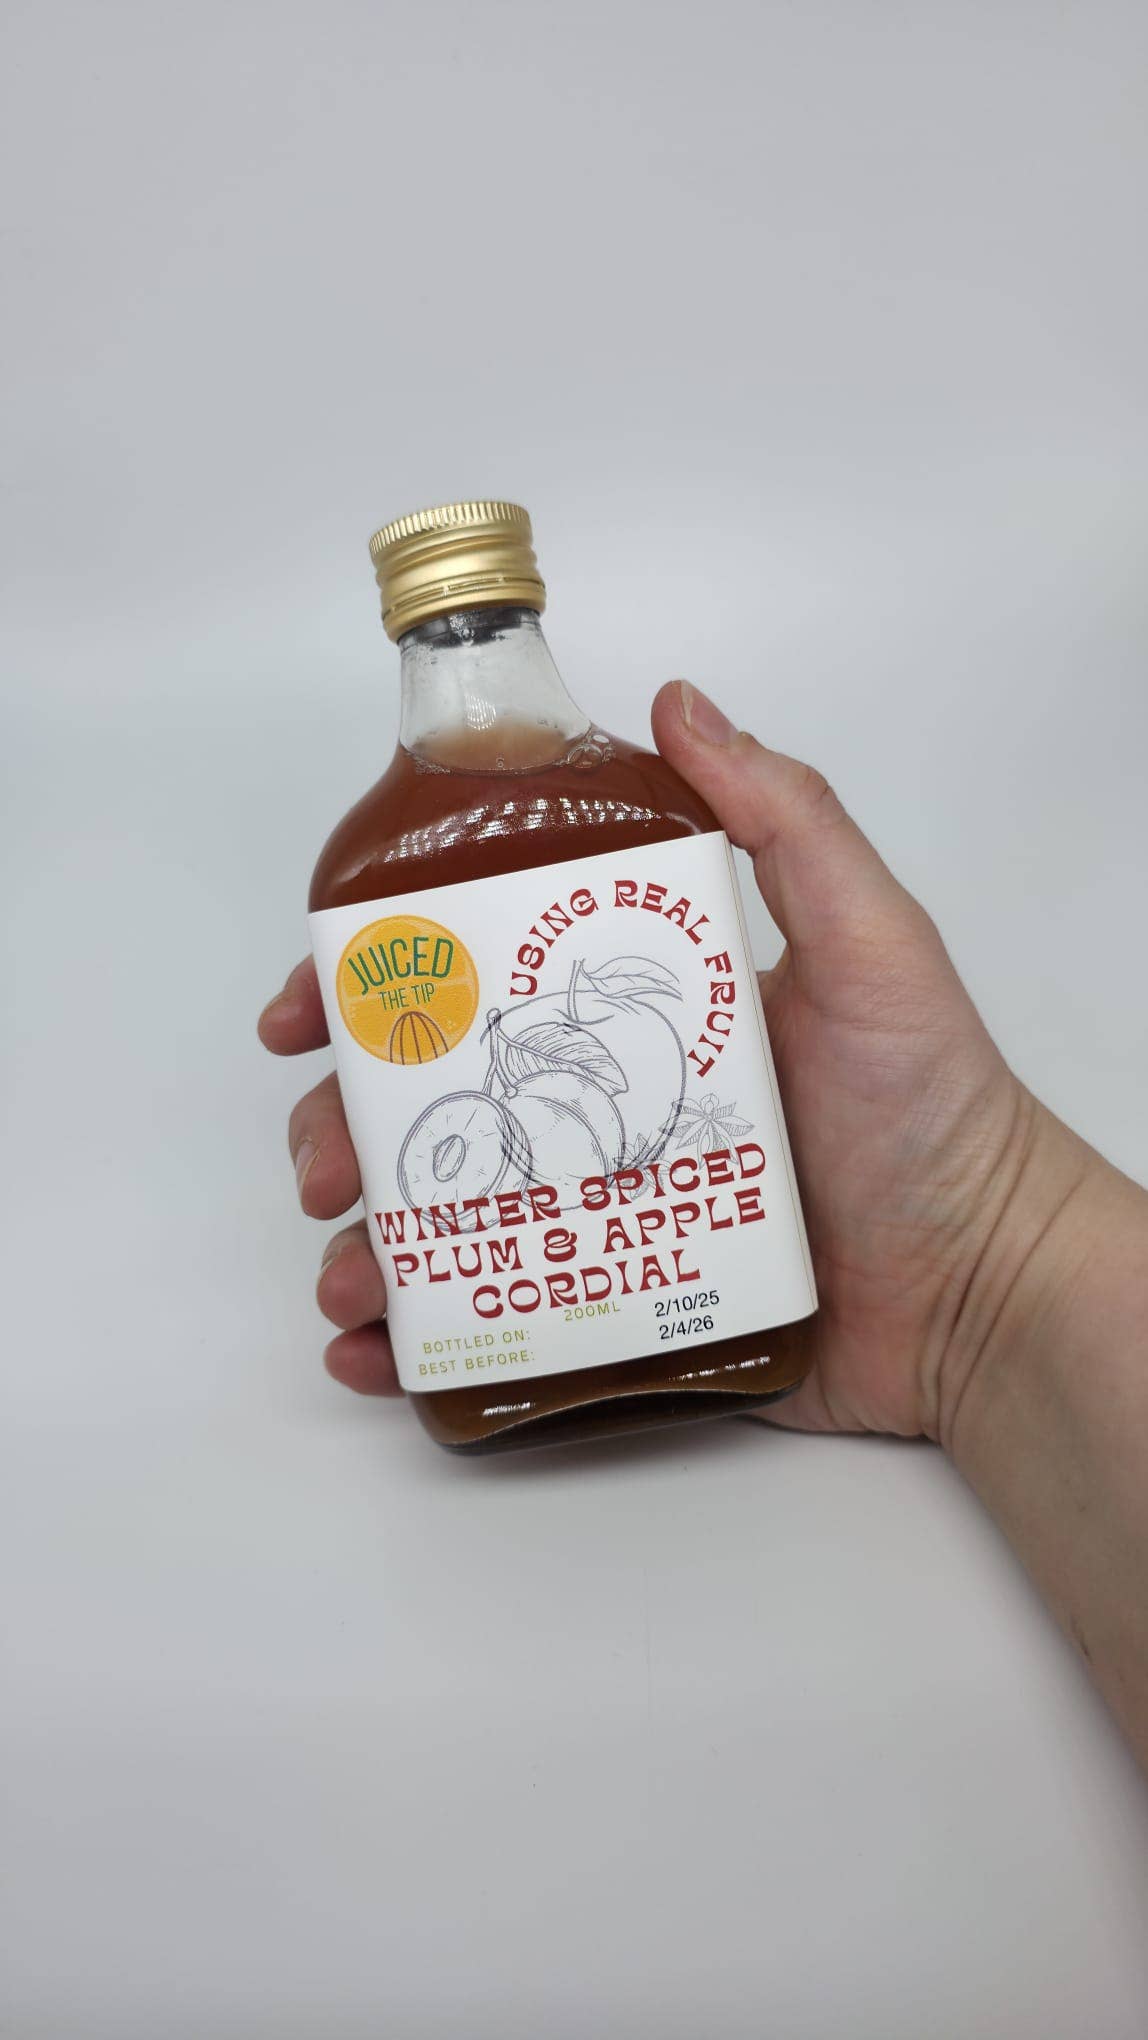 JUICED
THE TIP
USING REAL FRUIT
WINTER SPICED
PLUM & APPLE
CORDIAL
200ML
BOTTLED ON: 2/10/25
BEST BEFORE: 2/4/26